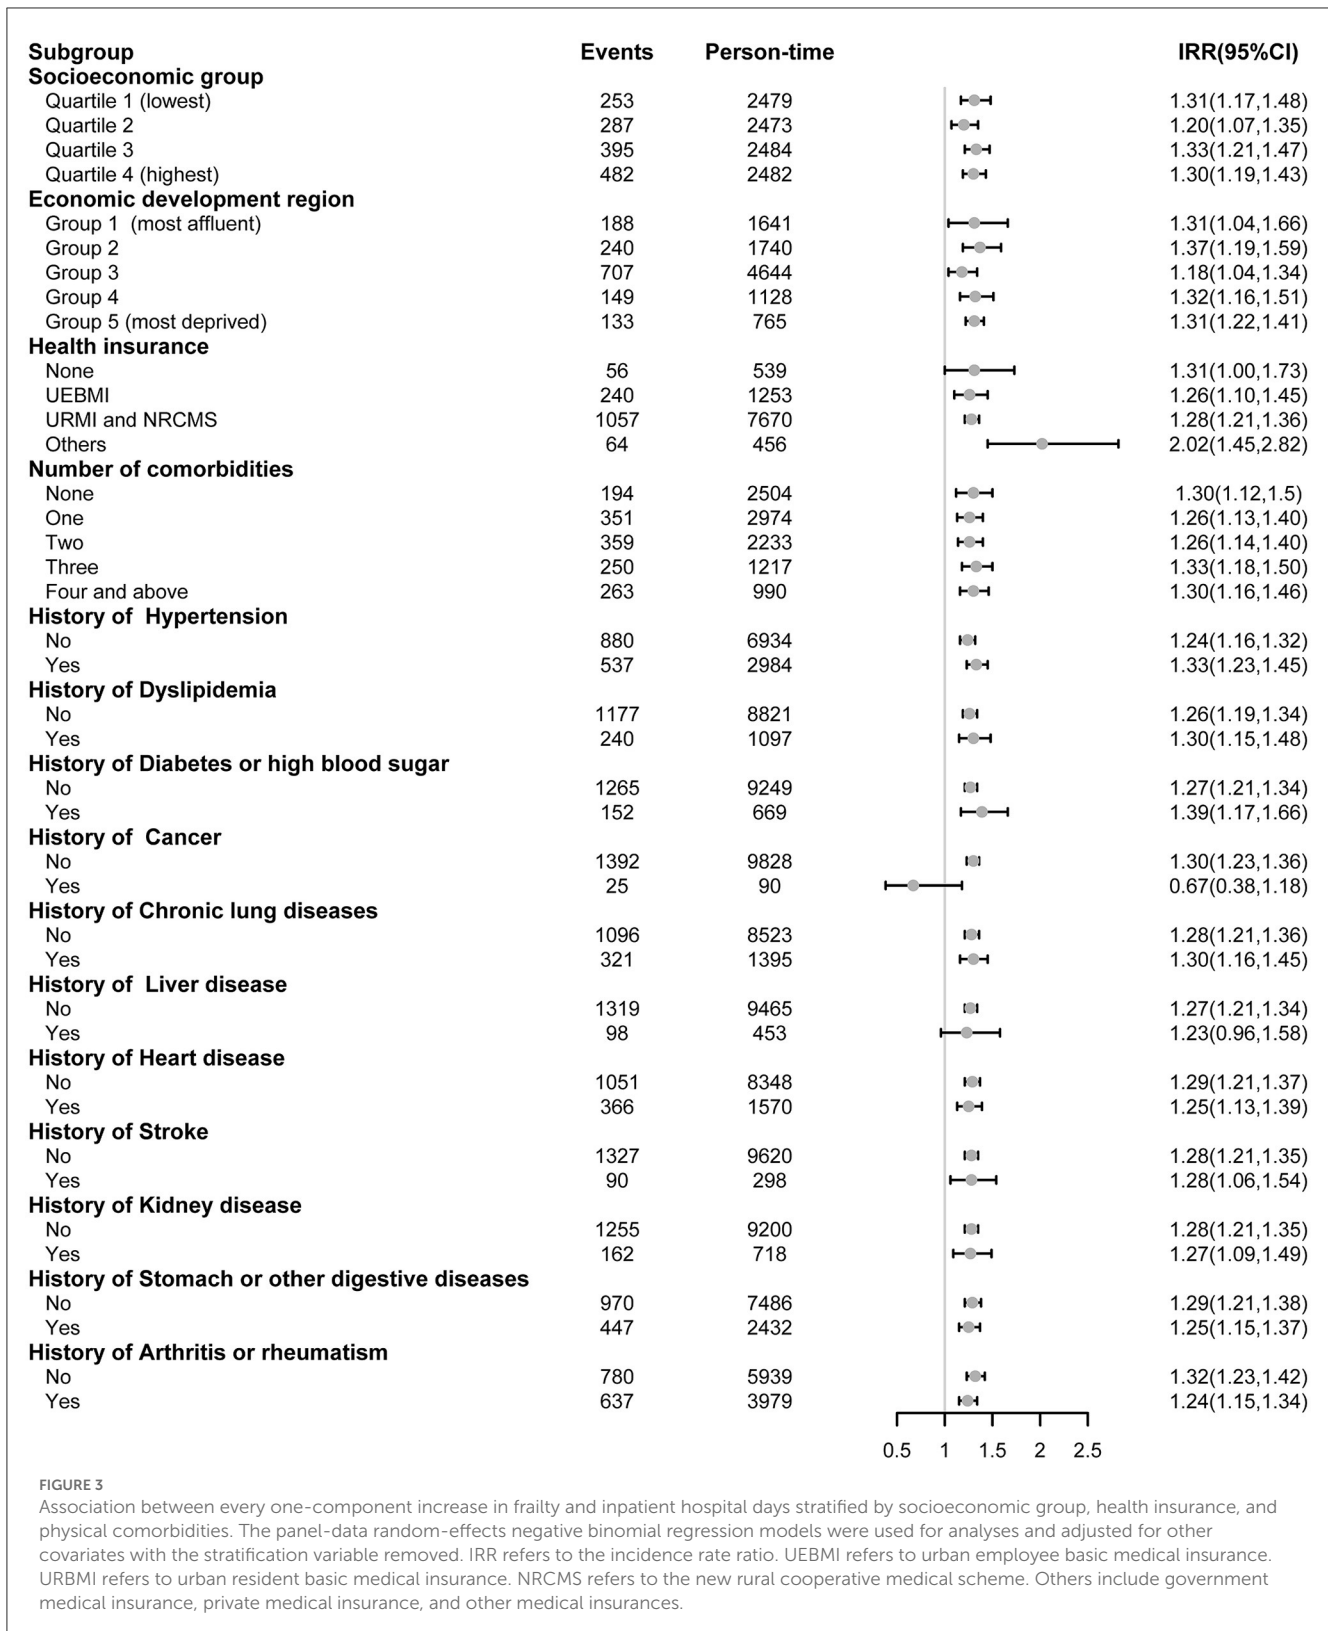 Subgroup Events Person-time IRR(95%CI)
Socioeconomic group
Quartile 1 (lowest) 253 2479 1.31(1.17,1.48)
Quartile 2 287 2473 1.20(1.07,1.35)
Quartile 3 395 2484 1.33(1.21,1.47)
Quartile 4 (highest) 482 2482 1.30(1.19,1.43)
Economic development region
Group 1 (most affluent) 188 1641 1.31(1.04,1.66)
Group 2 240 1740 1.37(1.19,1.59)
Group 3 707 4644 1.18(1.04,1.34)
Group 4 149 1128 1.32(1.16,1.51)
Group 5 (most deprived) 133 765 1.31(1.22,1.41)
Health insurance
None 56 539 1.31(1.00,1.73)
UEBMI 240 1253 1.26(1.10,1.45)
URMI and NRCMS 1057 7670 1.28(1.21,1.36)
Others 64 456 2.02(1.45,2.82)
Number of comorbidities
None 194 2504 1.30(1.12,1.5)
One 351 2974 1.26(1.13,1.40)
Two 359 2233 1.26(1.14,1.40)
Three 250 1217 1.33(1.18,1.50)
Four and above 263 990 1.30(1.16,1.46)
History of Hypertension
No 880 6934 1.24(1.16,1.32)
Yes 537 2984 1.33(1.23,1.45)
History of Dyslipidemia
No 1177 8821 1.26(1.19,1.34)
Yes 240 1097 1.30(1.15,1.48)
History of Diabetes or high blood sugar
No 1265 9249 1.27(1.21,1.34)
Yes 152 669 1.39(1.17,1.66)
History of Cancer
No 1392 9828 1.30(1.23,1.36)
Yes 25 90 0.67(0.38,1.18)
History of Chronic lung diseases
No 1096 8523 1.28(1.21,1.36)
Yes 321 1395 1.30(1.16,1.45)
History of Liver disease
No 1319 9465 1.27(1.21,1.34)
Yes 98 453 1.23(0.96,1.58)
History of Heart disease
No 1051 8348 1.29(1.21,1.37)
Yes 366 1570 1.25(1.13,1.39)
History of Stroke
No 1327 9620 1.28(1.21,1.35)
Yes 90 298 1.28(1.06,1.54)
History of Kidney disease
No 1255 9200 1.28(1.21,1.35)
Yes 162 718 1.27(1.09,1.49)
History of Stomach or other digestive diseases
No 970 7486 1.29(1.21,1.38)
Yes 447 2432 1.25(1.15,1.37)
History of Arthritis or rheumatism
No 780 5939 1.32(1.23,1.42)
Yes 637 3979 1.24(1.15,1.34)
0.5 1 1.5 2 2.5
FIGURE 3
Association between every one-component increase in frailty and inpatient hospital days stratified by socioeconomic group, health insurance, and
physical comorbidities. The panel-data random-effects negative binomial regression models were used for analyses and adjusted for other
covariates with the stratification variable removed. IRR refers to the incidence rate ratio. UEBMI refers to urban employee basic medical insurance.
URBMI refers to urban resident basic medical insurance. NRCMS refers to the new rural cooperative medical scheme. Others include government
medical insurance, private medical insurance, and other medical insurances.